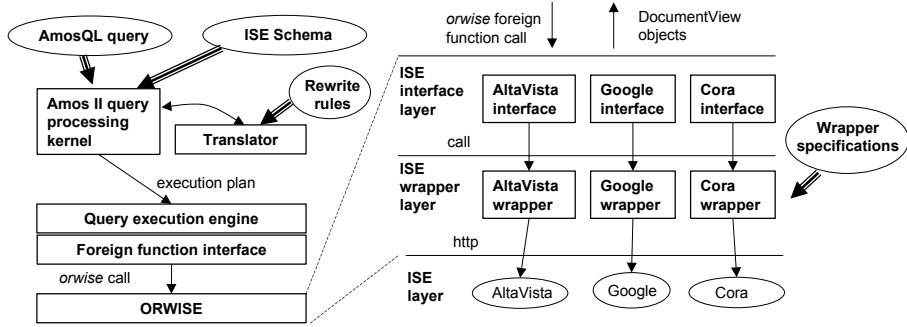 AmosQL query
ISE Schema
Rewrite
rules
Amos II query
processing
kernel
Translator
execution plan
Query execution engine
Foreign function interface
orwise call
ORWISE
orwise foreign
function call
DocumentView
objects
ISE
interface
layer
AltaVista
interface
Google
interface
Cora
interface
call
Wrapper
specifications
ISE
wrapper
layer
AltaVista
wrapper
Google
wrapper
Cora
wrapper
http
ISE
layer
AltaVista
Google
Cora